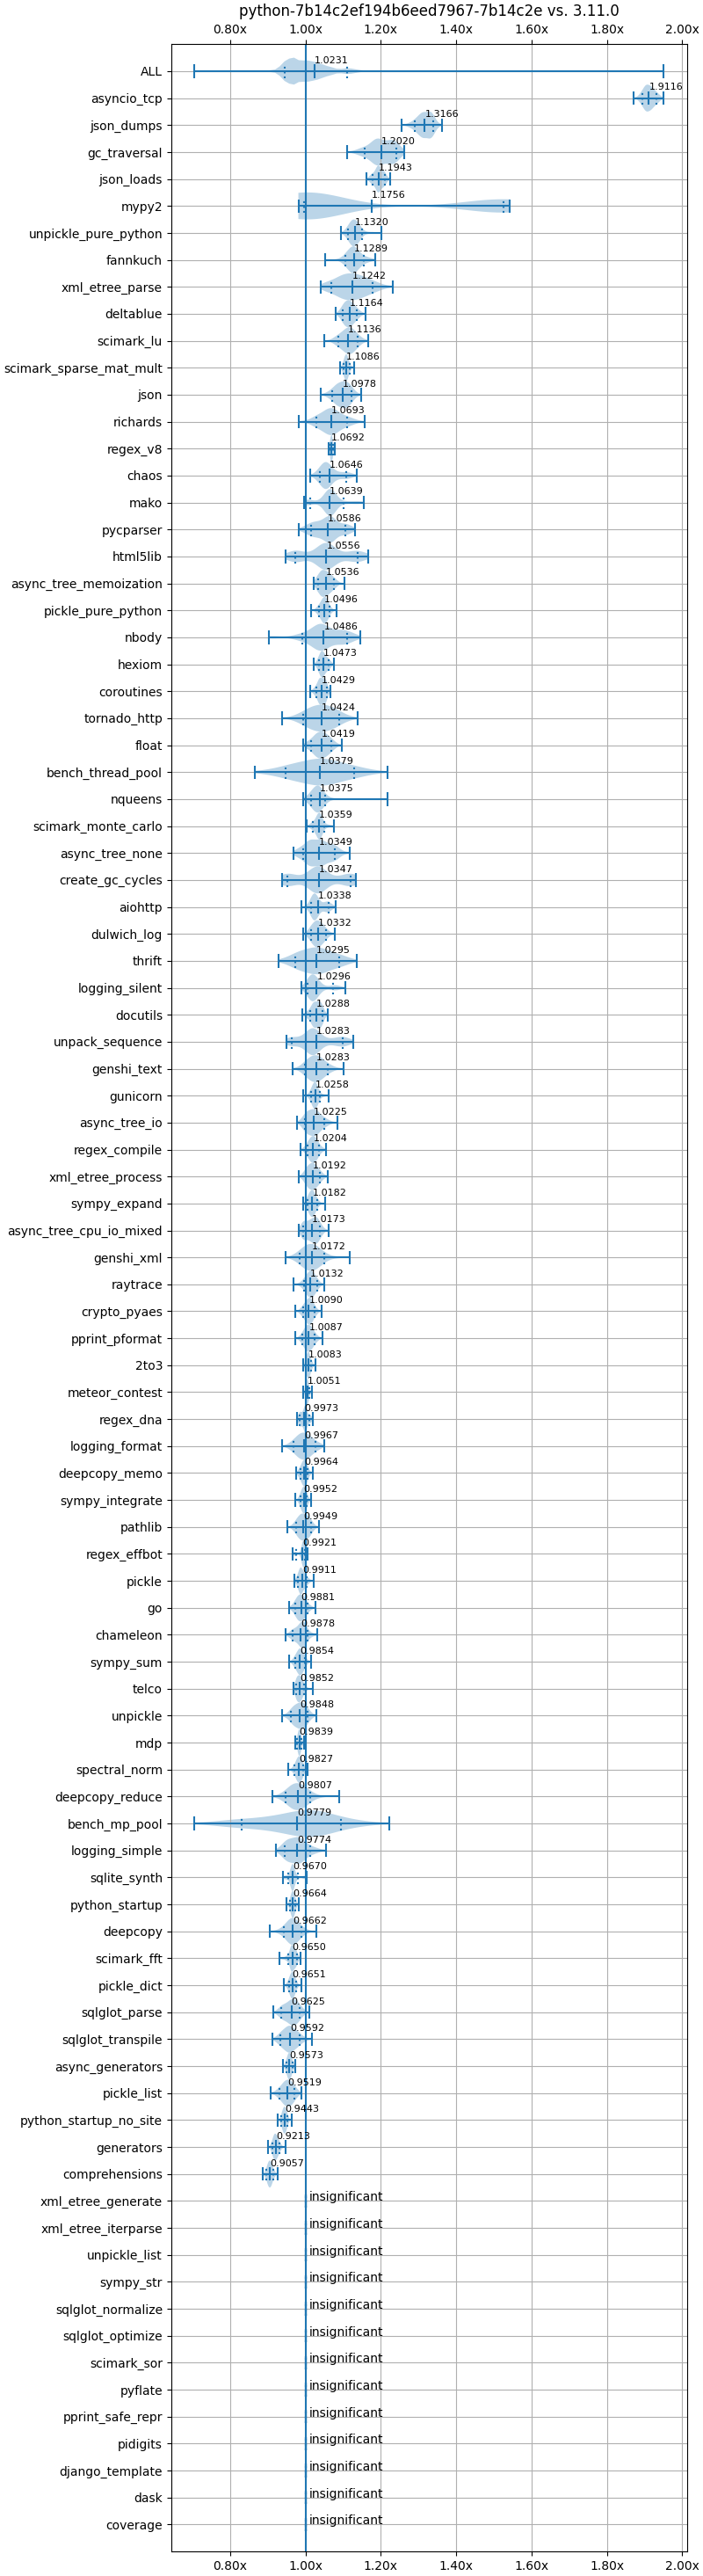 python-7b14c2ef194b6eed7967-7b14c2e vs. 3.11.0
0.80x 1.00x 1.20x 1.40x 1.60x 1.80x 2.00x
ALL 1.0231
asyncio_tcp 1.9116
json_dumps 1.3166
gc_traversal 1.2020
json_loads 1.1943
mypy2 1.1756
unpickle_pure_python 1.1320
fannkuch 1.1289
xml_etree_parse 1.1242
deltablue 1.1164
scimark_lu 1.1136
scimark_sparse_mat_mult 1.1086
json 1.0978
richards 1.0693
regex_v8 1.0692
chaos 1.0646
mako 1.0639
pycparser 1.0586
html5lib 1.0556
async_tree_memoization 1.0536
pickle_pure_python 1.0496
nbody 1.0486
hexiom 1.0473
coroutines 1.0429
tornado_http 1.0424
float 1.0419
bench_thread_pool 1.0379
nqueens 1.0375
scimark_monte_carlo 1.0359
async_tree_none 1.0349
create_gc_cycles 1.0347
aiohttp 1.0338
dulwich_log 1.0332
thrift 1.0295
logging_silent 1.0296
docutils 1.0288
unpack_sequence 1.0283
genshi_text 1.0283
gunicorn 1.0258
async_tree_io 1.0225
regex_compile 1.0204
xml_etree_process 1.0192
sympy_expand 1.0182
async_tree_cpu_io_mixed 1.0173
genshi_xml 1.0172
raytrace 1.0132
crypto_pyaes 1.0090
pprint_pformat 1.0087
2to3 1.0083
meteor_contest 1.0051
regex_dna 0.9973
logging_format 0.9967
deepcopy_memo 0.9964
sympy_integrate 0.9952
pathlib 0.9949
regex_effbot 0.9921
pickle 0.9911
go 0.9881
chameleon 0.9878
sympy_sum 0.9854
telco 0.9852
unpickle 0.9848
mdp 0.9839
spectral_norm 0.9827
deepcopy_reduce 0.9807
bench_mp_pool 0.9779
logging_simple 0.9774
sqlite_synth 0.9670
python_startup 0.9664
deepcopy 0.9662
scimark_fft 0.9650
pickle_dict 0.9651
sqlglot_parse 0.9625
sqlglot_transpile 0.9592
async_generators 0.9573
pickle_list 0.9519
python_startup_no_site 0.9443
generators 0.9213
comprehensions 0.9057
xml_etree_generate insignificant
xml_etree_iterparse insignificant
unpickle_list insignificant
sympy_str insignificant
sqlglot_normalize insignificant
sqlglot_optimize insignificant
scimark_sor insignificant
pyflate insignificant
pprint_safe_repr insignificant
pidigits insignificant
django_template insignificant
dask insignificant
coverage insignificant
0.80x 1.00x 1.20x 1.40x 1.60x 1.80x 2.00x